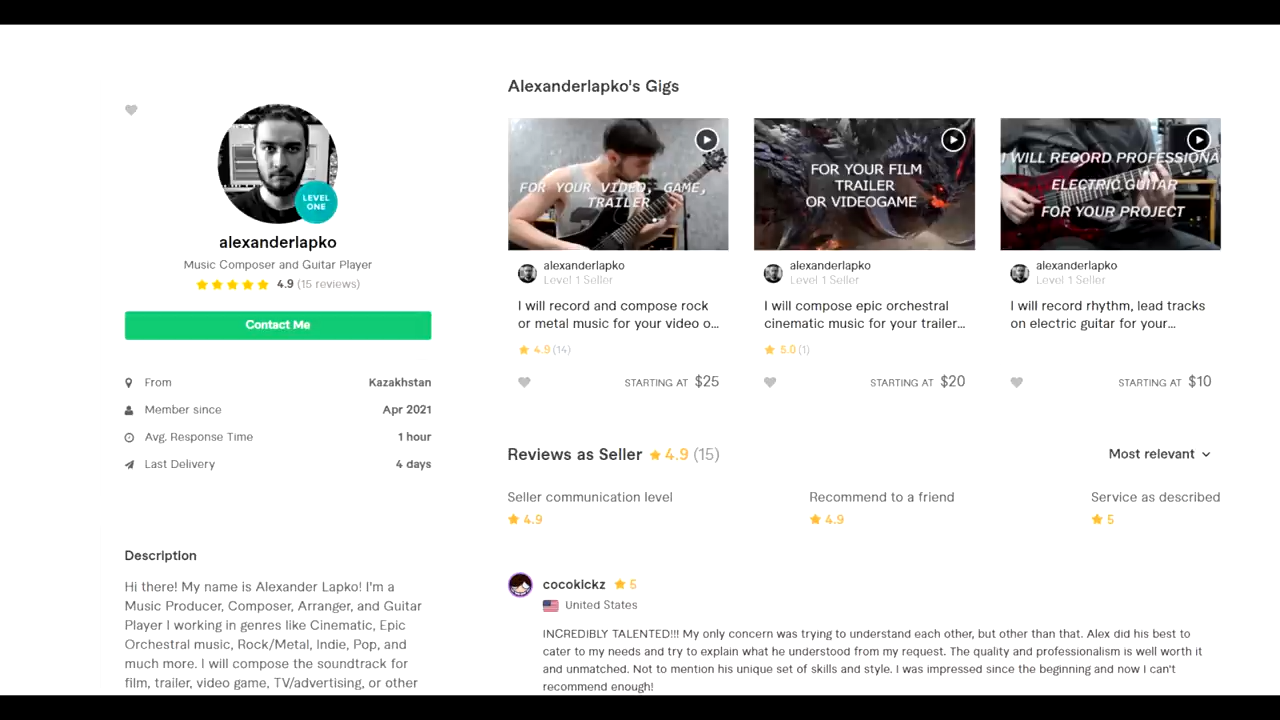 LEVEL
ONE
alexanderlapko
Music Composer and Guitar Player
4.9 (15 reviews)
Contact Me
From Kazakhstan
Member since Apr 2021
Avg. Response Time 1 hour
Last Delivery 4 days
Description
Hi there! My name is Alexander Lapko! I'm a
Music Producer, Composer, Arranger, and Guitar
Player I working in genres like Cinematic, Epic
Orchestral music, Rock/Metal, Indie, Pop, and
much more. I will compose the soundtrack for
film, trailer, video game, TV/advertising, or other
Alexanderlapko's Gigs
FOR YOUR VIDEO, GAME,
TRAILER
alexanderlapko
Level 1 Seller
I will record and compose rock
or metal music for your video o...
4.9 (14)
STARTING AT $25
FOR YOUR FILM
TRAILER
OR VIDEOGAME
alexanderlapko
Level 1 Seller
I will compose epic orchestral
cinematic music for your trailer...
5.0 (1)
STARTING AT $20
I WILL RECORD PROFESSIONA
ELECTRIC GUITAR
FOR YOUR PROJECT
alexanderlapko
Level 1 Seller
I will record rhythm, lead tracks
on electric guitar for your...
STARTING AT $10
Reviews as Seller 4.9 (15)
Most relevant
Seller communication level
4.9
Recommend to a friend
4.9
Service as described
5
cocokickz 5
United States
INCREDIBLY TALENTED!!! My only concern was trying to understand each other, but other than that. Alex did his best to
cater to my needs and try to explain what he understood from my request. The quality and professionalism is well worth it
and unmatched. Not to mention his unique set of skills and style. I was impressed since the beginning and now I can't
recommend enough!